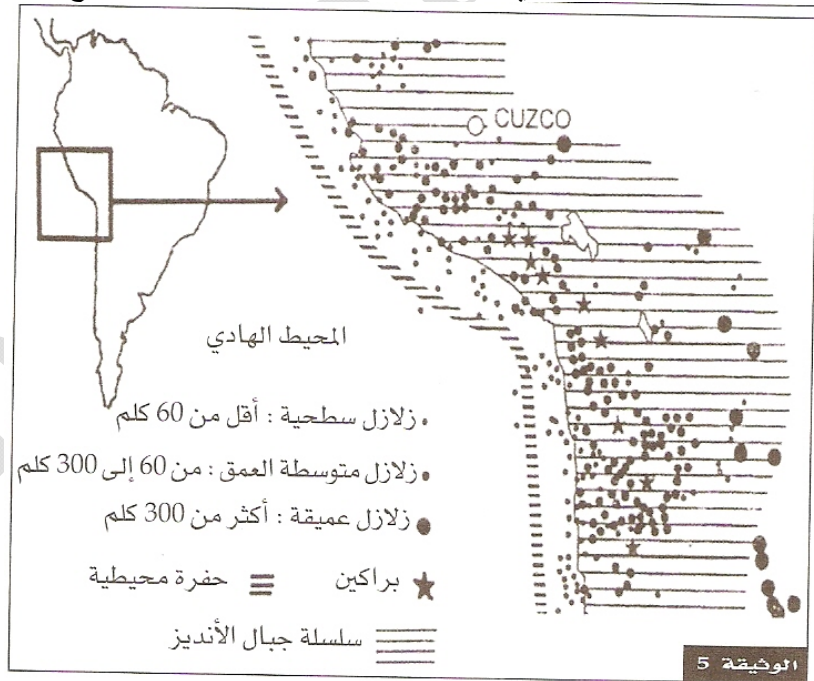 CUZCO
المحيط الهادي
زلازل سطحية : أقل من 60 كلم
زلازل متوسطة العمق : من 60 إلى 300 كلم
زلازل عميقة : أكثر من 300 كلم
براكين
حفرة محيطية
سلسلة جبال الأنديز
الوثيقة 5